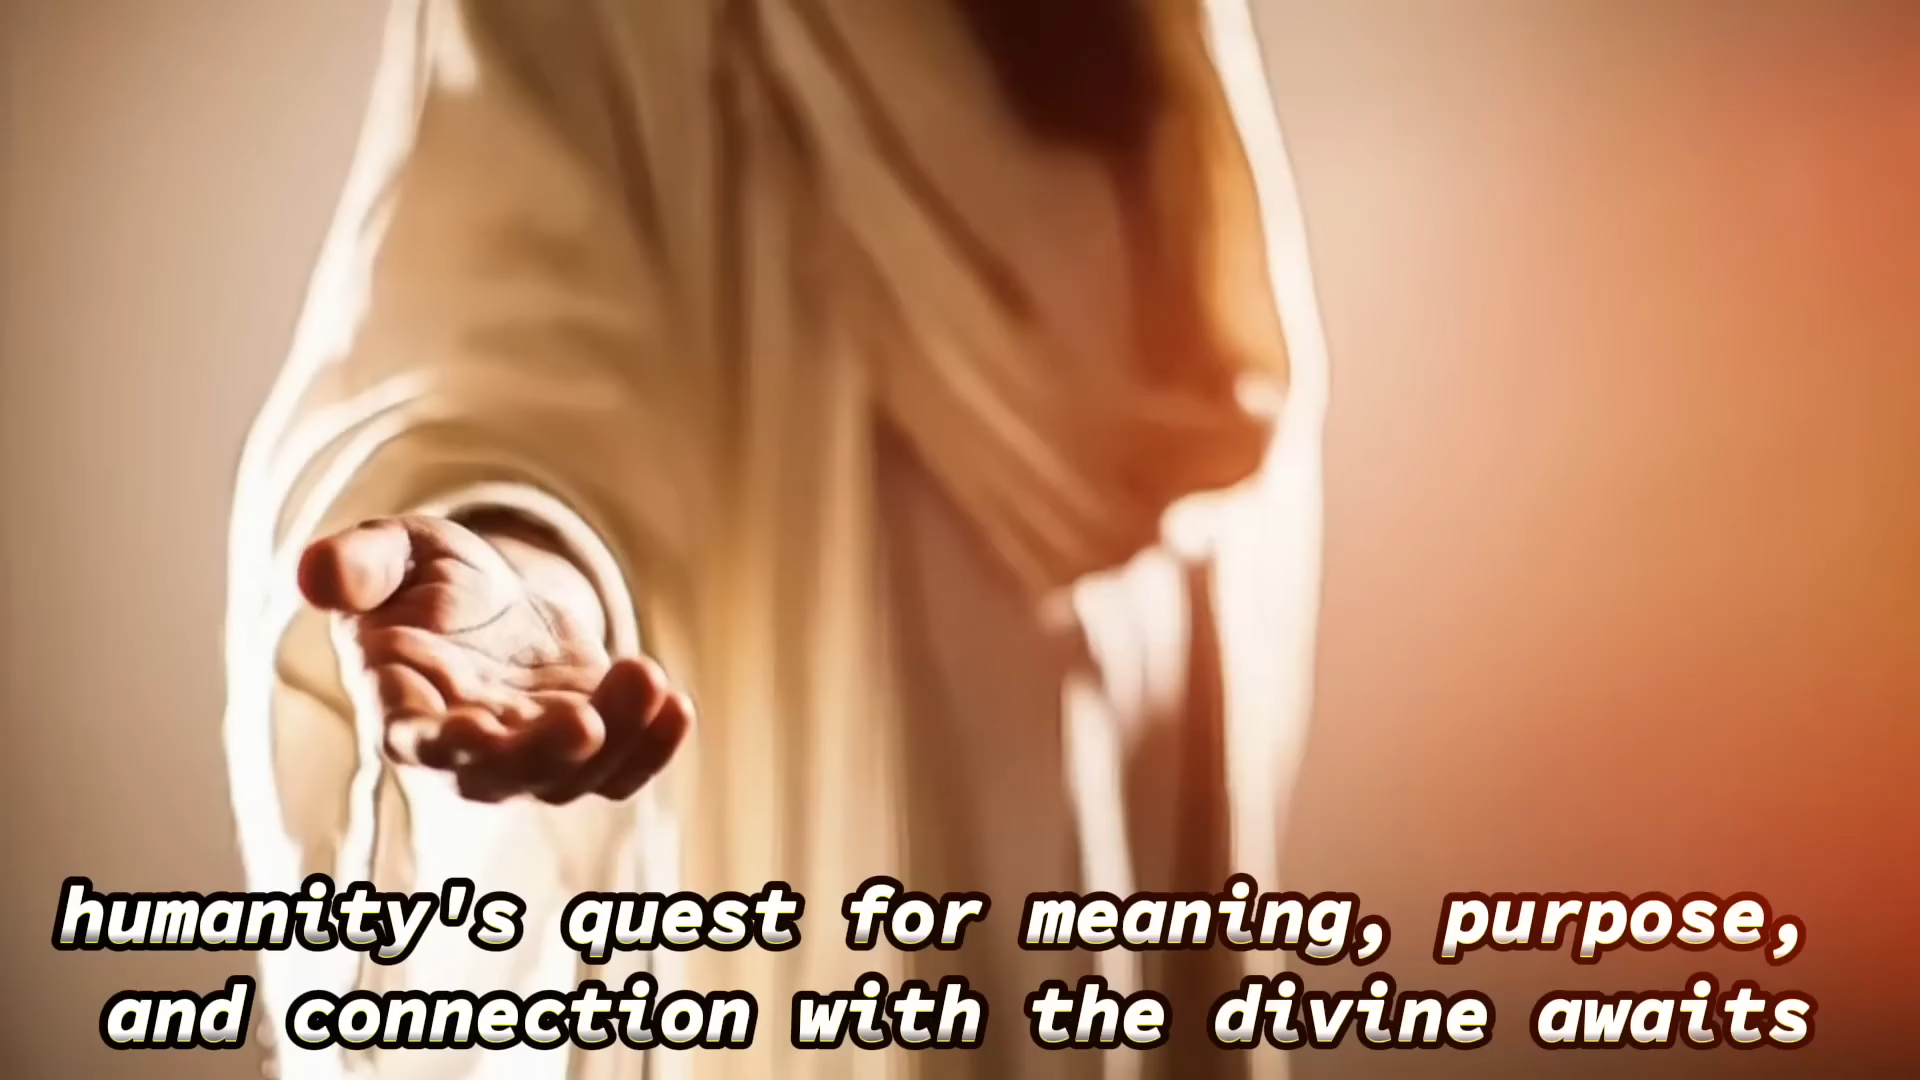 humanity's quest for meaning, purpose,
and connection with the divine awaits